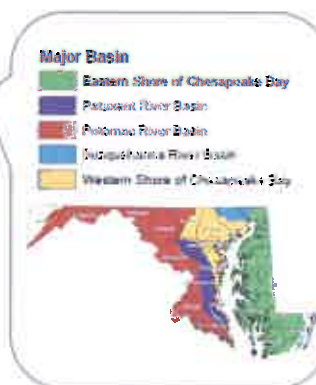 Major Basin
Eastern Shore of Chesapeake Bay
Patuxent River Basin
Potomac River Basin
Susquehanna River Basin
Western Shore of Chesapeake Bay